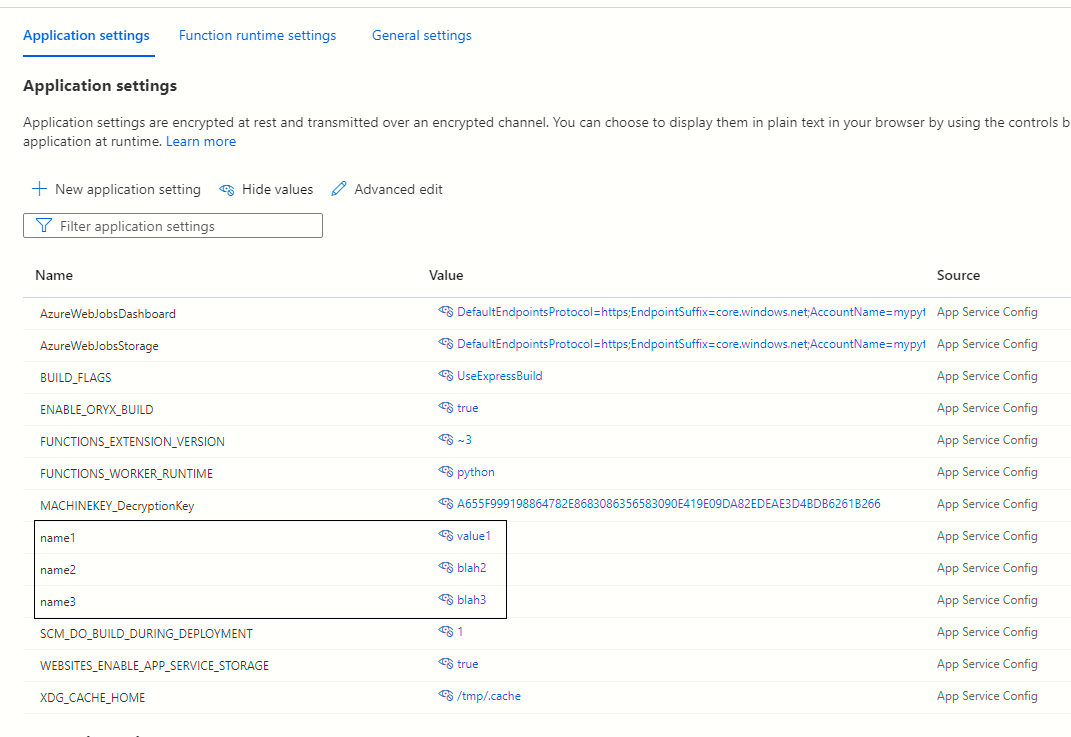 Application settings Function runtime settings General settings
Application settings
Application settings are encrypted at rest and transmitted over an encrypted channel. You can choose to display them in plain text in your browser by using the controls b
application at runtime. Learn more
New application setting Hide values Advanced edit
Filter application settings
Name Value Source
AzureWebJobsDashboard DefaultEndpointsProtocol=https;EndpointSuffix=core.windows.net;AccountName=mypyt App Service Config
AzureWebJobsStorage DefaultEndpointsProtocol=https;EndpointSuffix=core.windows.net;AccountName=mypyt App Service Config
BUILD_FLAGS UseExpressBuild App Service Config
ENABLE_ORYX_BUILD true App Service Config
FUNCTIONS_EXTENSION_VERSION ~3 App Service Config
FUNCTIONS_WORKER_RUNTIME python App Service Config
MACHINEKEY_DecryptionKey A655F999198864782E8683086356583090E419E09DA82EDEAE3D4BDB6261B266 App Service Config
name1 value1 App Service Config
name2 blah2 App Service Config
name3 blah3 App Service Config
SCM_DO_BUILD_DURING_DEPLOYMENT 1 App Service Config
WEBSITES_ENABLE_APP_SERVICE_STORAGE true App Service Config
XDG_CACHE_HOME /tmp/.cache App Service Config